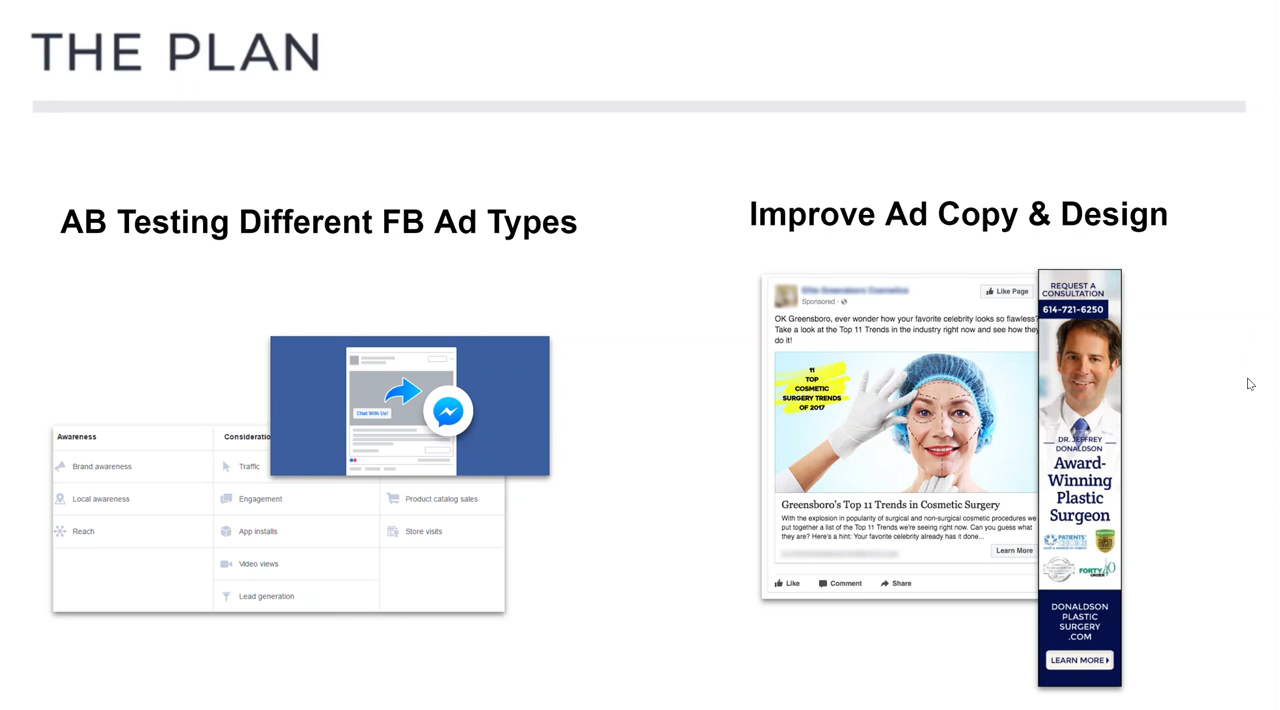 THE PLAN
AB Testing Different FB Ad Types
Chat With Us!
Awareness
Consideratio
Brand awareness
Traffic
Local awareness
Engagement
Product catalog sales
Reach
App installs
Store visits
Video views
Lead generation
Improve Ad Copy & Design
Sponsored ·
Like Page
OK Greensboro, ever wonder how your favorite celebrity looks so flawless?
Take a look at the Top 11 Trends in the industry right now and see how they
do it!
11
TOP
COSMETIC
SURGERY TRENDS
OF 2017
Greensboro's Top 11 Trends in Cosmetic Surgery
With the explosion in popularity of surgical and non-surgical cosmetic procedures we
put together a list of the Top 11 Trends we're seeing right now. Can you guess what
they are? Here's a hint: Your favorite celebrity already has it done...
Learn More
Like
Comment
Share
REQUEST A
CONSULTATION
614-721-6250
DR. JEFFREY
DONALDSON
Award-
Winning
Plastic
Surgeon
PATIENTS'
CHOICE
FORTY
UNDER 40
DONALDSON
PLASTIC
SURGERY
.COM
LEARN MORE